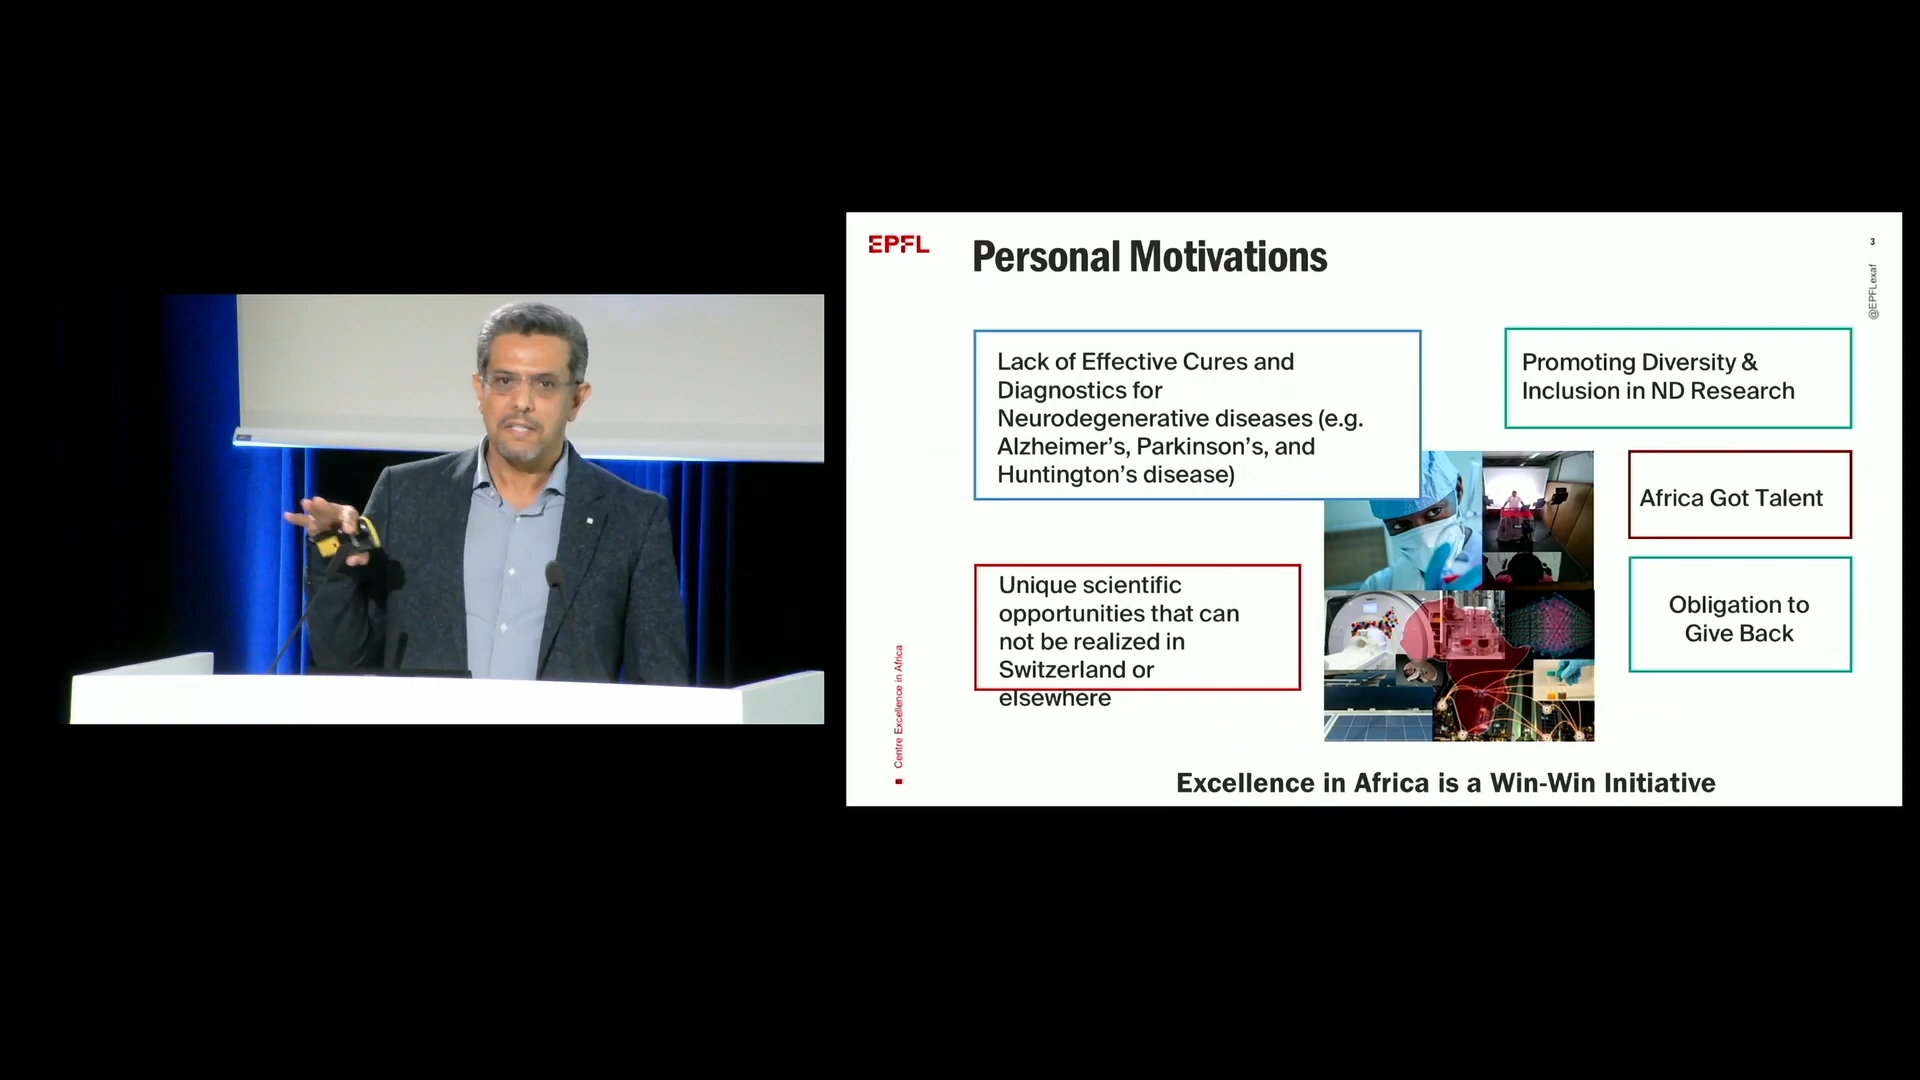 EPFL
Personal Motivations
3
@EPFLexaf
Lack of Effective Cures and
Diagnostics for
Neurodegenerative diseases (e.g.
Alzheimer's, Parkinson's, and
Huntington's disease)
Promoting Diversity &
Inclusion in ND Research
Africa Got Talent
Unique scientific
opportunities that can
not be realized in
Switzerland or
elsewhere
Obligation to
Give Back
Centre Excellence in Africa
Excellence in Africa is a Win-Win Initiative